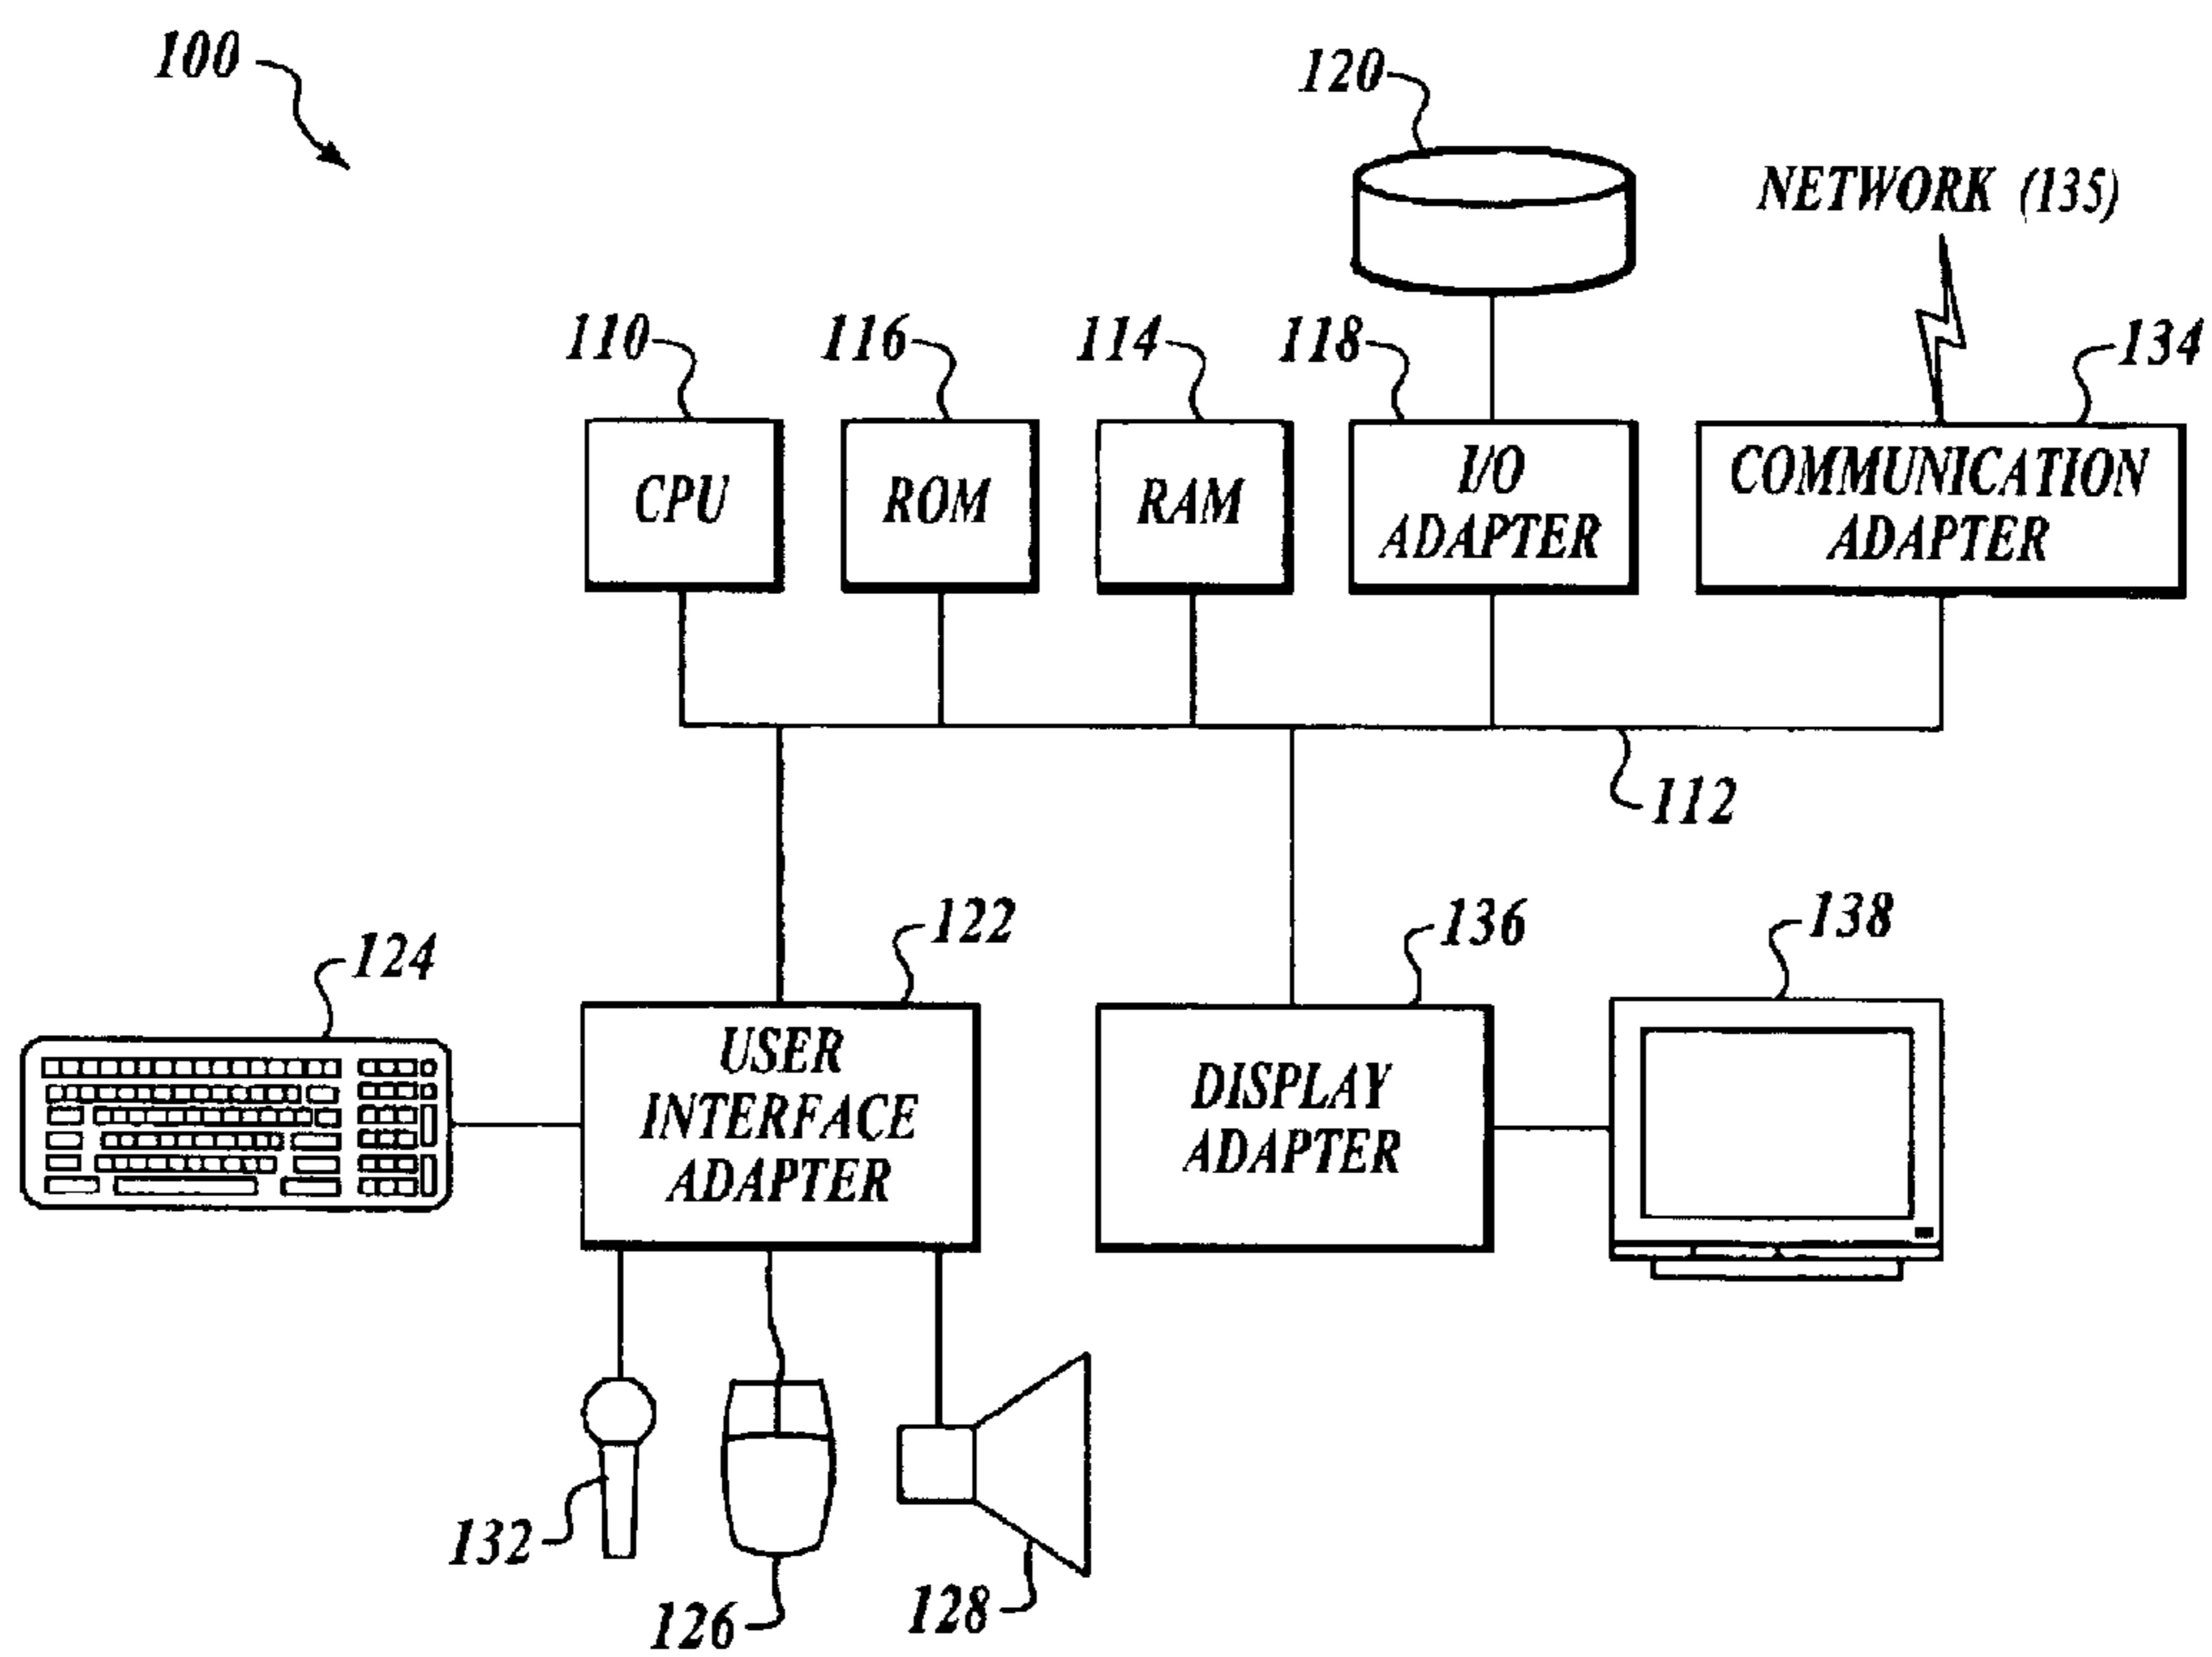 100
120
NETWORK (135)
110
116
114
118
134
CPU
ROM
RAM
I/O
ADAPTER
COMMUNICATION
ADAPTER
112
124
122
136
138
USER
INTERFACE
ADAPTER
DISPLAY
ADAPTER
132
126
128